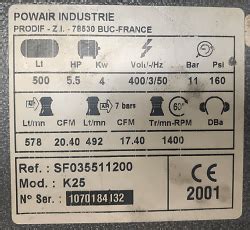 POWAIR INDUSTRIE
PRODIF - Z.I. - 78530 BUC-FRANCE
Lt HP Kw Volt/-/Hz Bar Psi
500 5.5 4 400/3/50 11 160
7 bars 60"
Lt/mn CFM Lt/mn CFM Tr/mn-RPM DBa
578 20.40 492 17.40 1400
Ref. : SF035511200
Mod. : K25
N° Ser. : 1070184132
CE
2001